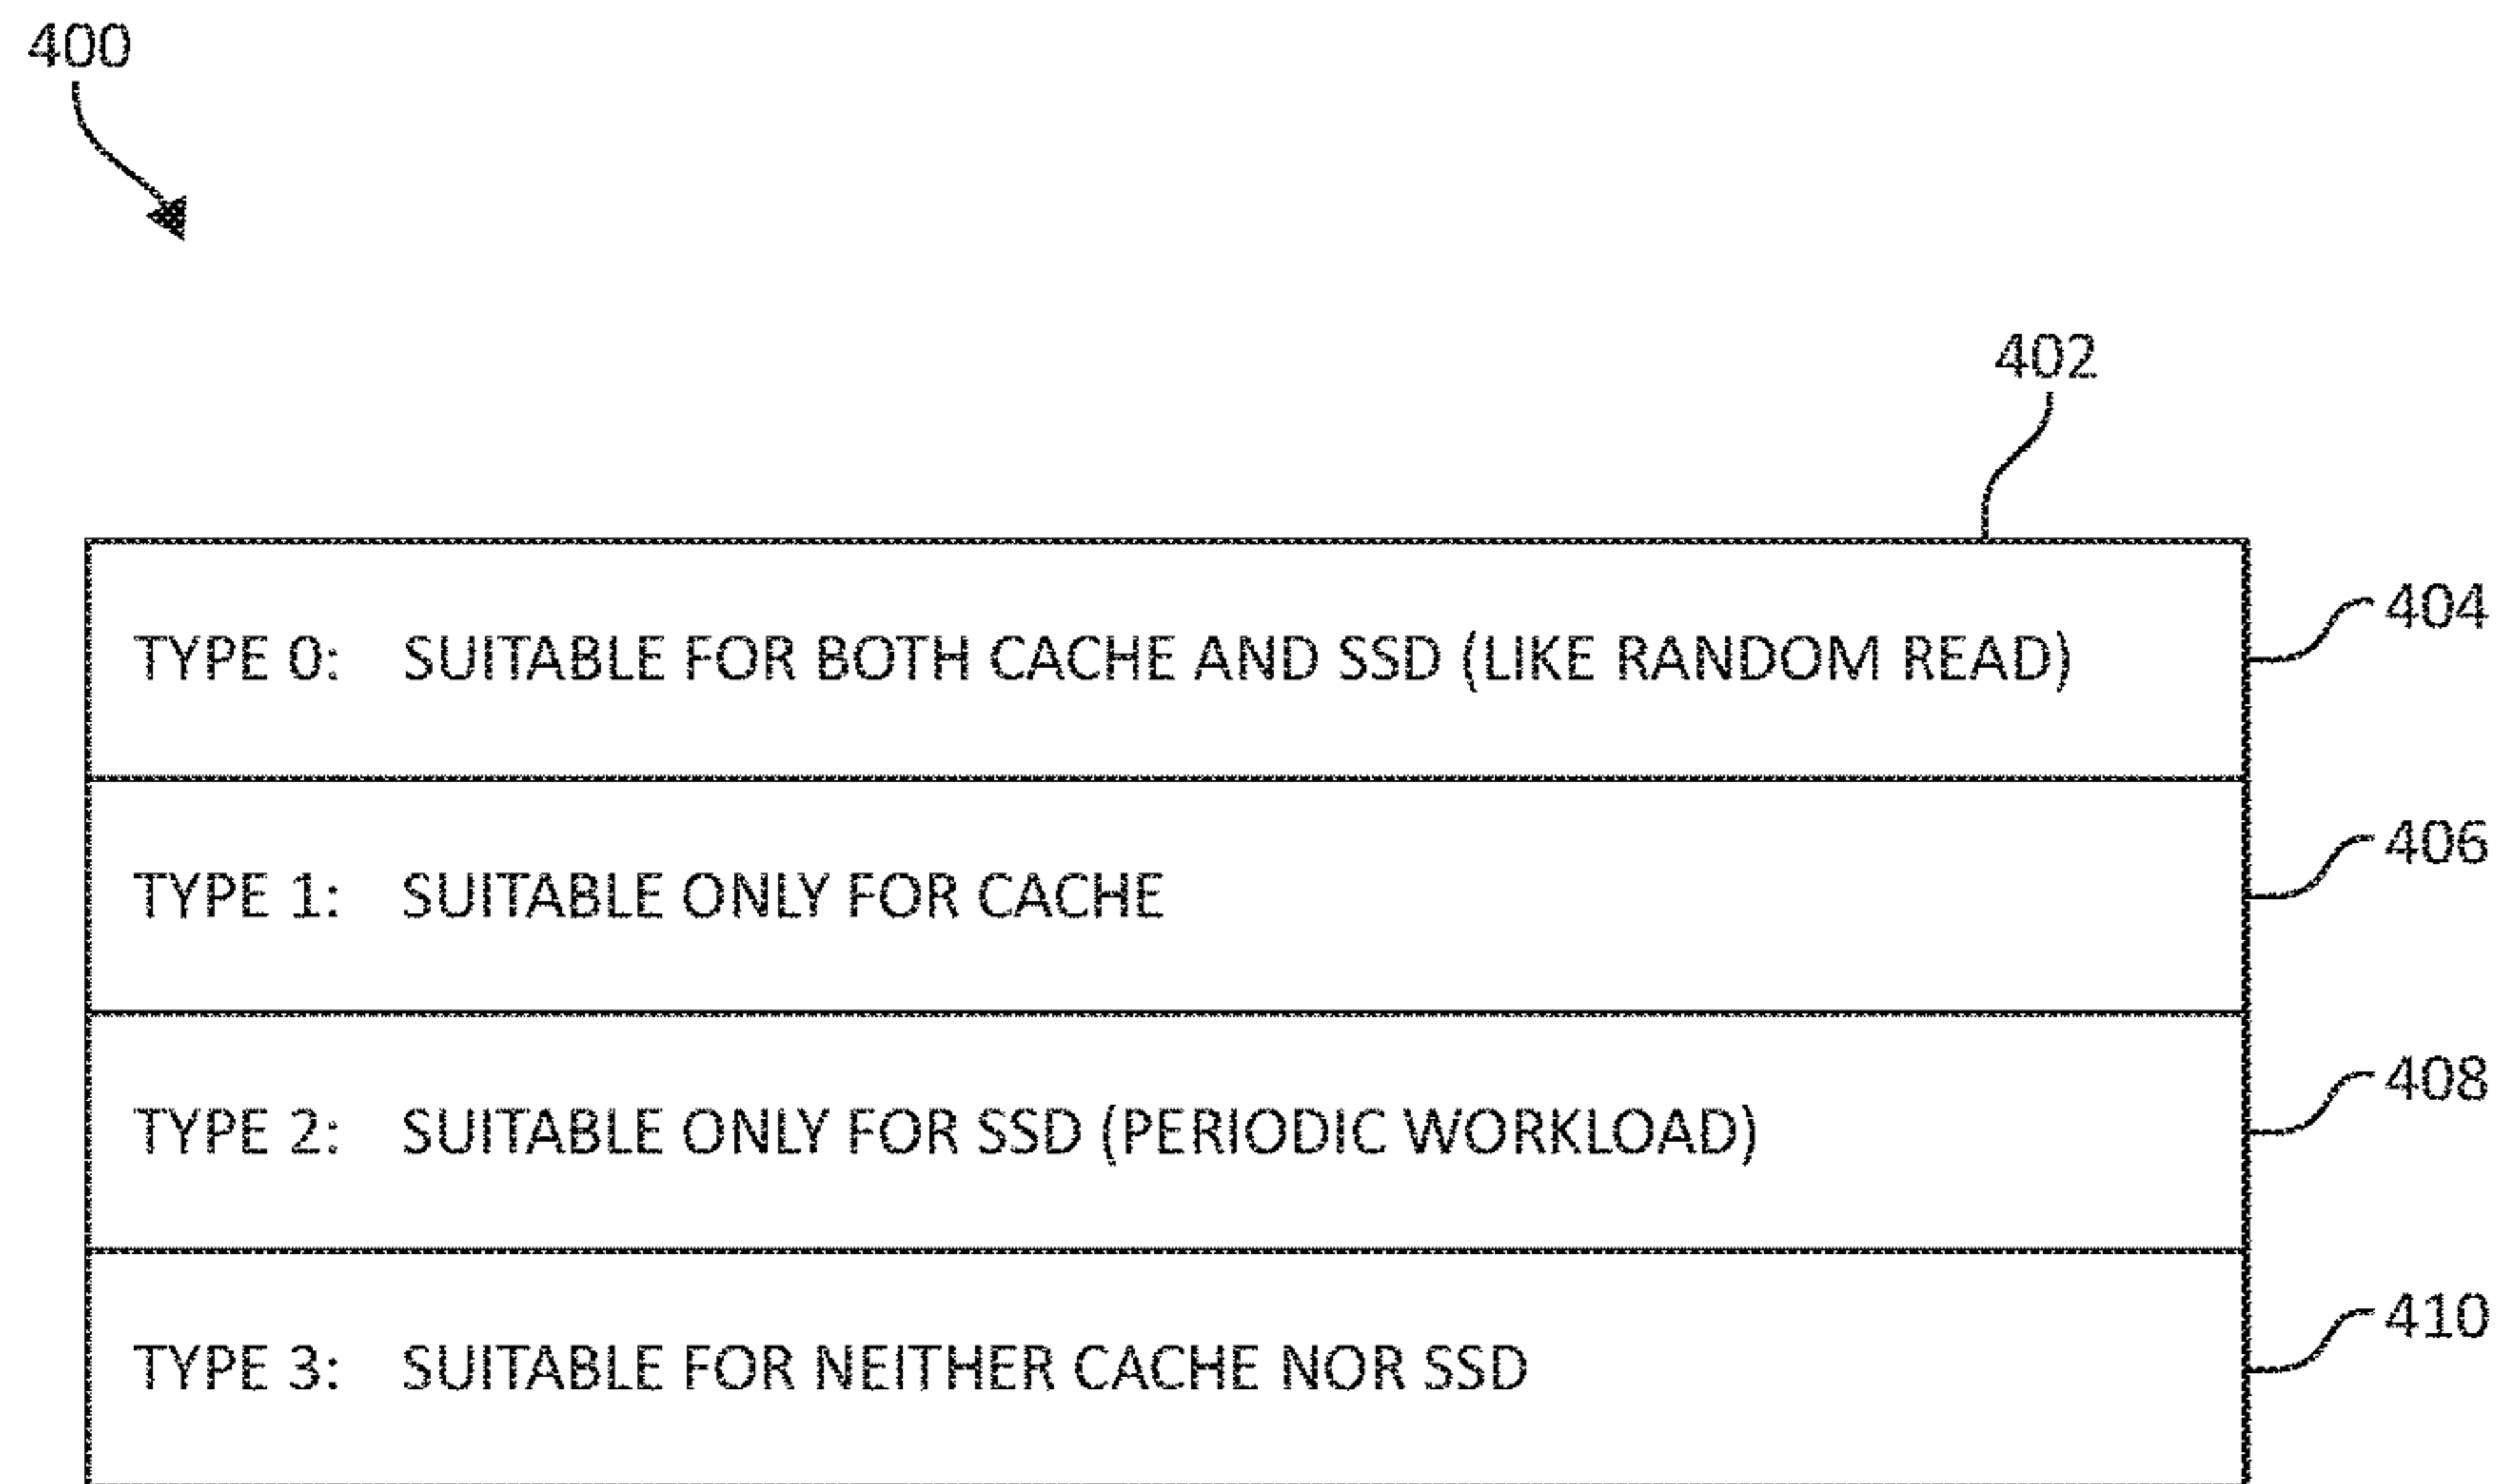 400
402
TYPE 0: SUITABLE FOR BOTH CACHE AND SSD (LIKE RANDOM READ)
404
TYPE 1: SUITABLE ONLY FOR CACHE
406
TYPE 2: SUITABLE ONLY FOR SSD (PERIODIC WORKLOAD)
408
TYPE 3: SUITABLE FOR NEITHER CACHE NOR SSD
410